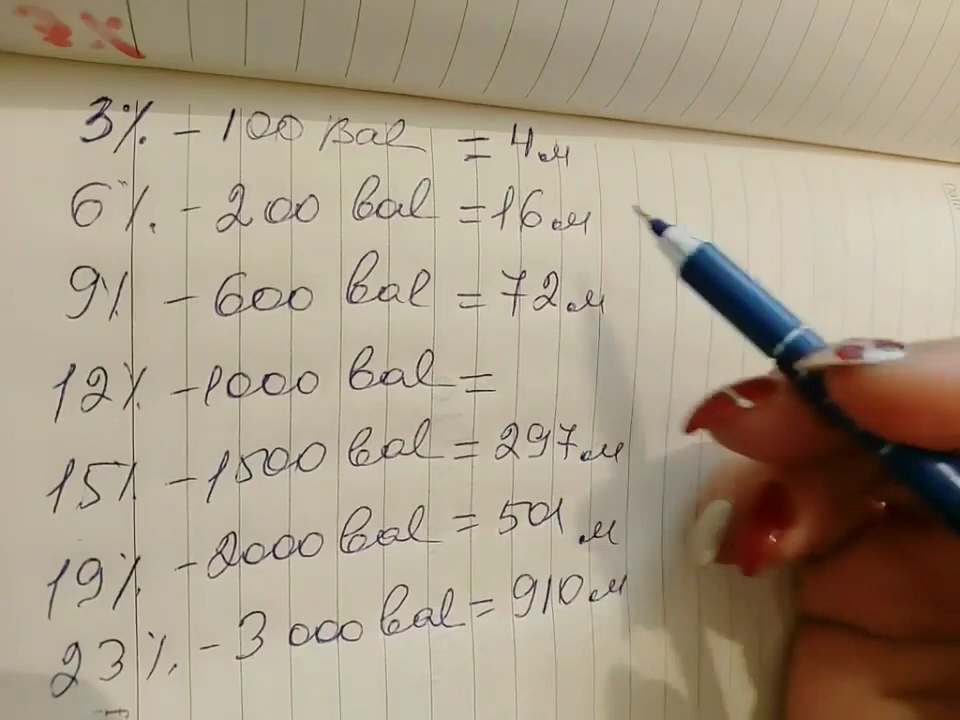 3% - 100 bal = 4м
6% - 200 bal = 16м
9% - 600 bal = 72м
12% - 1000 bal =
15% - 1500 bal = 297м
19% - 2000 bal = 501 м
23% - 3000 bal = 910м